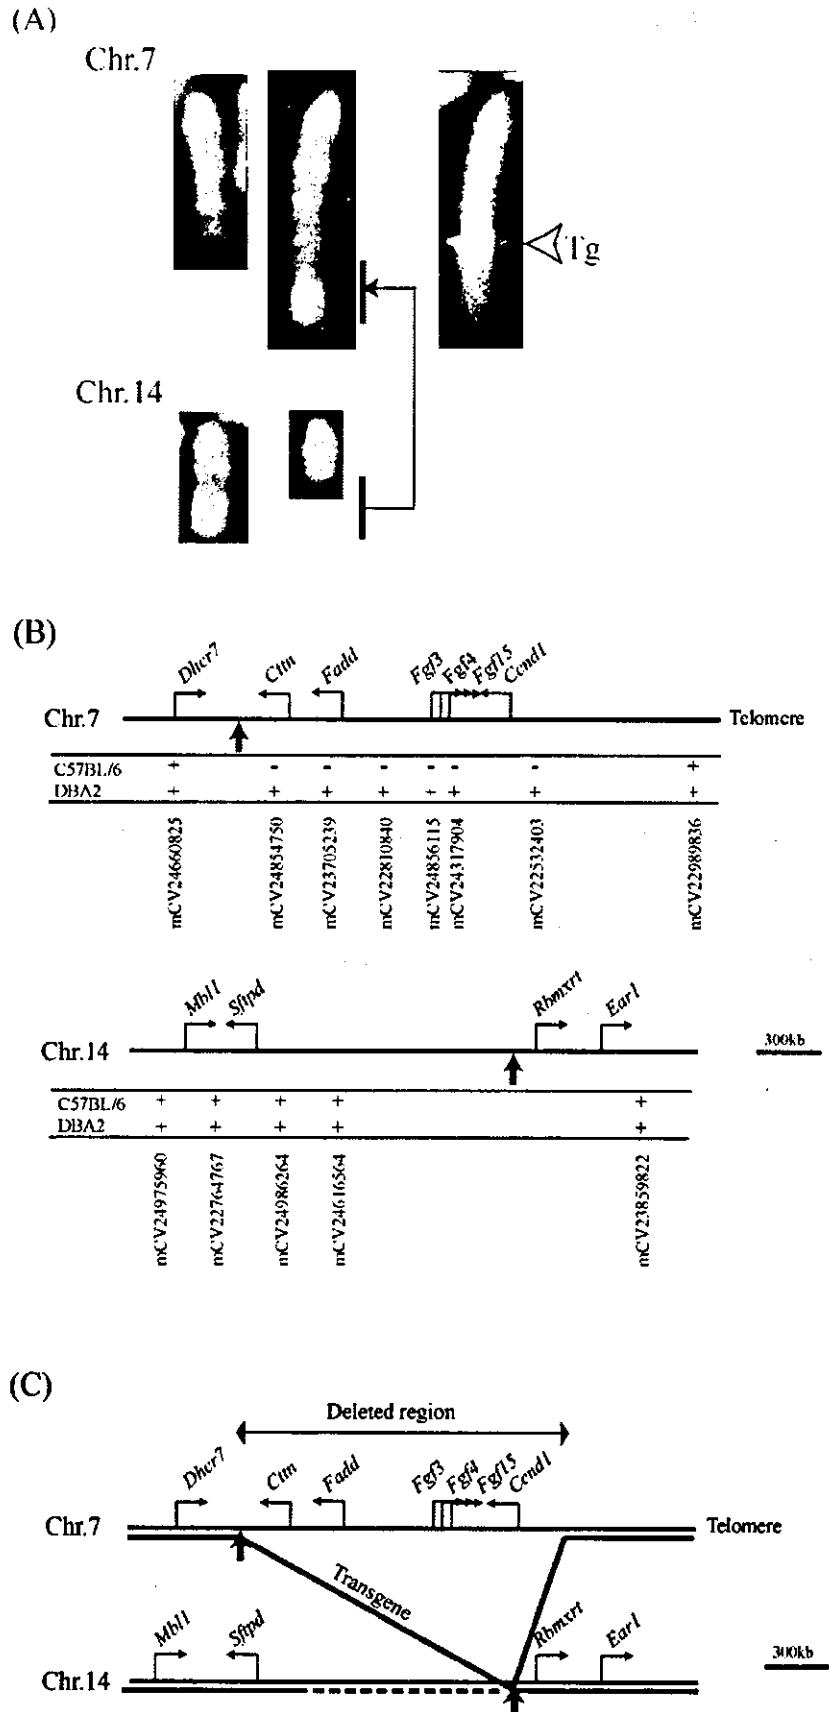 (A)
Chr.7
Tg
Chr.14
(B)
Dhcr7 Cttn Fadd Fgf3 Fgf4 Fgf15 Ccnd1
Chr.7 Telomere
C57BL/6 + - - - - - - +
DBA2 + + + + + + + +
mCV24660825 mCV24854750 mCV23705239 mCV22810840 mCV24856115 mCV24317904 mCV22532403 mCV22989836
Mbl1 Sftpd Rbmxrt Ear1
Chr.14 300kb
C57BL/6 + + + + +
DBA2 + + + + +
mCV24975960 mCV22764767 mCV24986264 mCV24616564 mCV23859822
(C)
Deleted region
Dhcr7 Cttn Fadd Fgf3 Fgf4 Fgf15 Ccnd1
Chr.7 Telomere
Transgene
Mbl1 Sftpd Rbmxrt Ear1
Chr.14 300kb